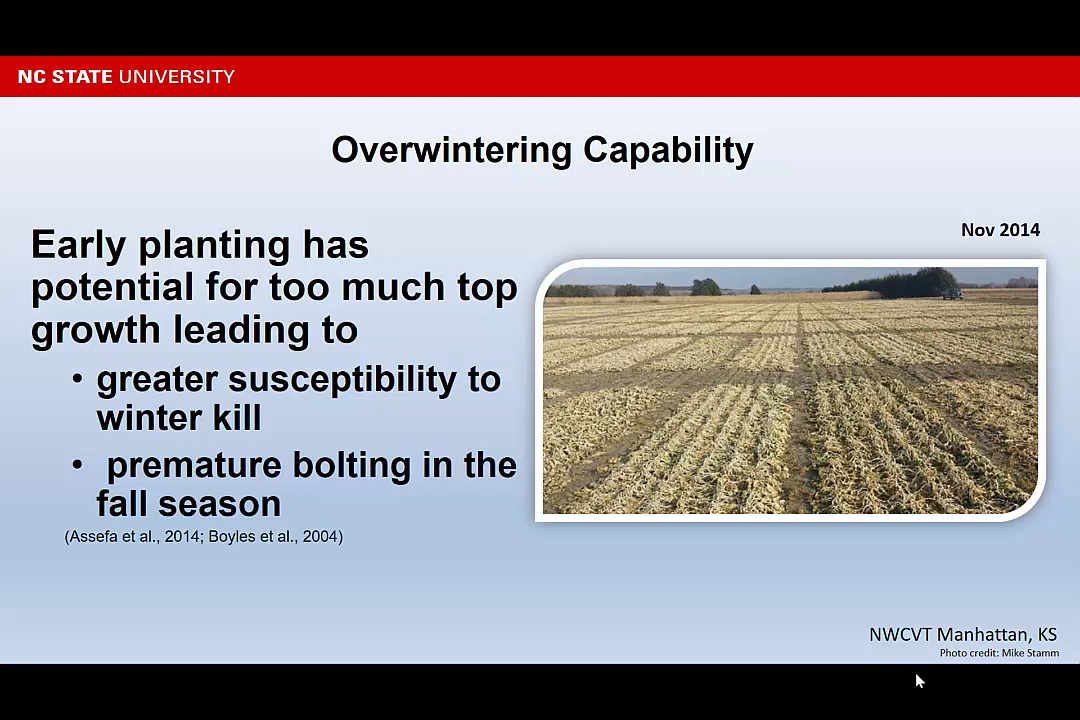 NC STATE UNIVERSITY
Overwintering Capability
Early planting has
potential for too much top
growth leading to
• greater susceptibility to
winter kill
• premature bolting in the
fall season
(Assefa et al., 2014; Boyles et al., 2004)
Nov 2014
NWCVT Manhattan, KS
Photo credit: Mike Stamm